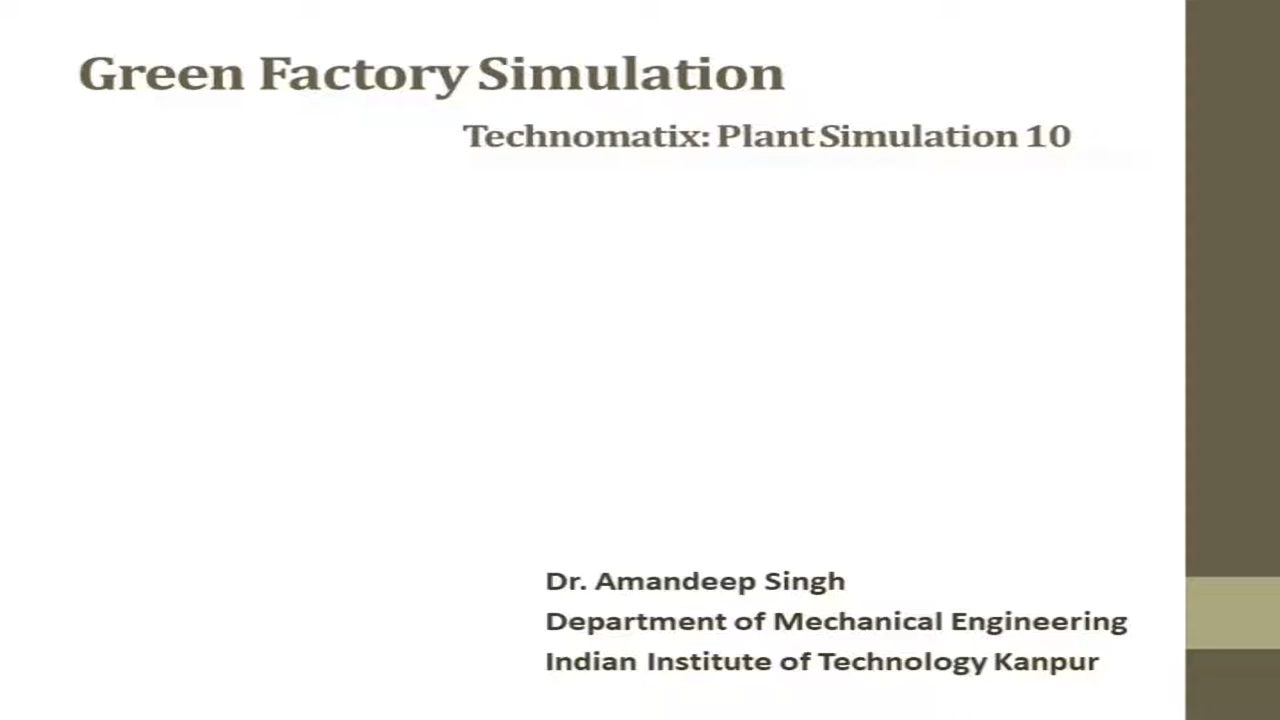 Green Factory Simulation
Technomatix: Plant Simulation 10
Dr. Amandeep Singh
Department of Mechanical Engineering
Indian Institute of Technology Kanpur